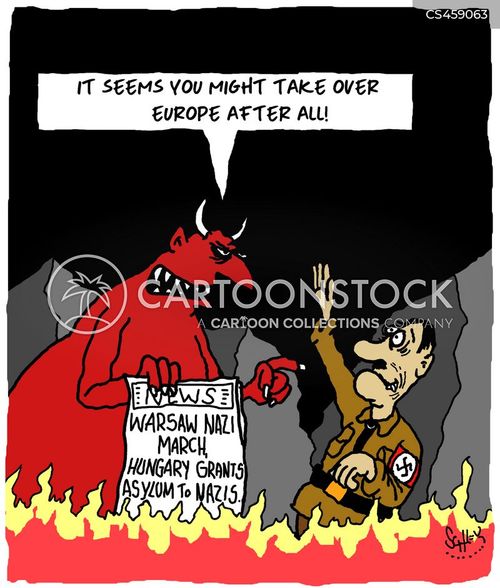 CS459063
IT SEEMS YOU MIGHT TAKE OVER
EUROPE AFTER ALL!
CARTOONSTOCK
A CARTOON COLLECTIONS COMPANY
NEWS
WARSAW NAZI
MARCH,
HUNGARY GRANTS
ASYLUM TO NAZIS.